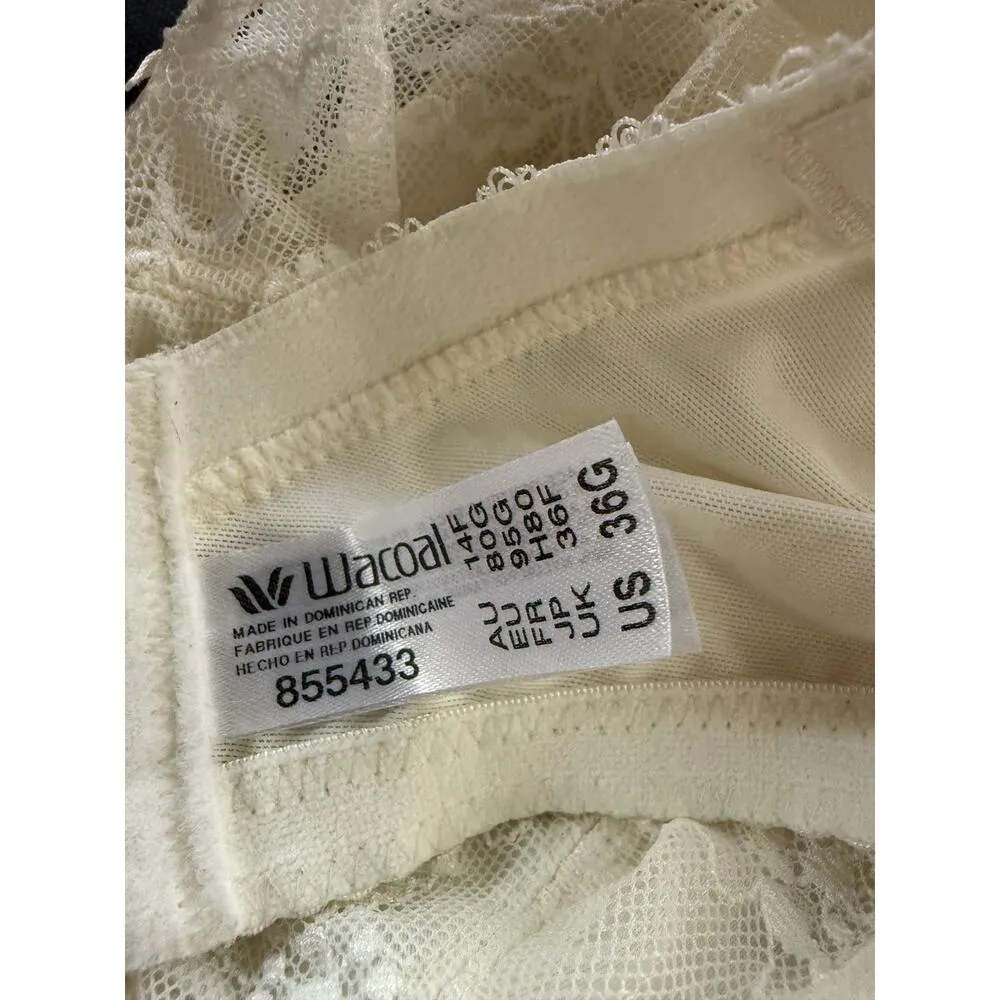 Wacoal
MADE IN DOMINICAN REP.
FABRIQUE EN REP.DOMINICAINE
HECHO EN REP.DOMINICANA
855433
AU 14F
EU 80G
FR 95G
JP H80
UK 36F
US 36G